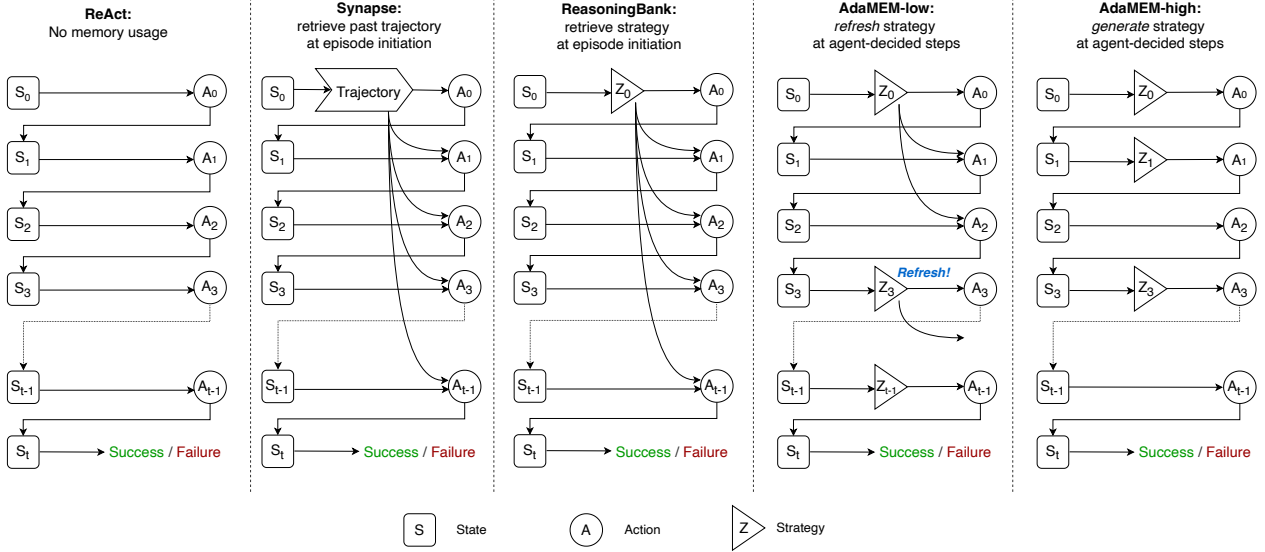 ReAct:
No memory usage
Synapse:
retrieve past trajectory
at episode initiation
ReasoningBank:
retrieve strategy
at episode initiation
AdaMEM-low:
refresh strategy
at agent-decided steps
AdaMEM-high:
generate strategy
at agent-decided steps
S0
A0
S1
A1
S2
A2
S3
A3
St-1
At-1
St
Success / Failure
S0
Trajectory
A0
S1
A1
S2
A2
S3
A3
St-1
At-1
St
Success / Failure
S0
Z0
A0
S1
A1
S2
A2
S3
A3
St-1
At-1
St
Success / Failure
S0
Z0
A0
S1
A1
S2
A2
Refresh!
S3
Z3
A3
St-1
Zt-1
At-1
St
Success / Failure
S0
Z0
A0
S1
Z1
A1
S2
A2
S3
Z3
A3
St-1
At-1
St
Success / Failure
S State
A Action
Z Strategy